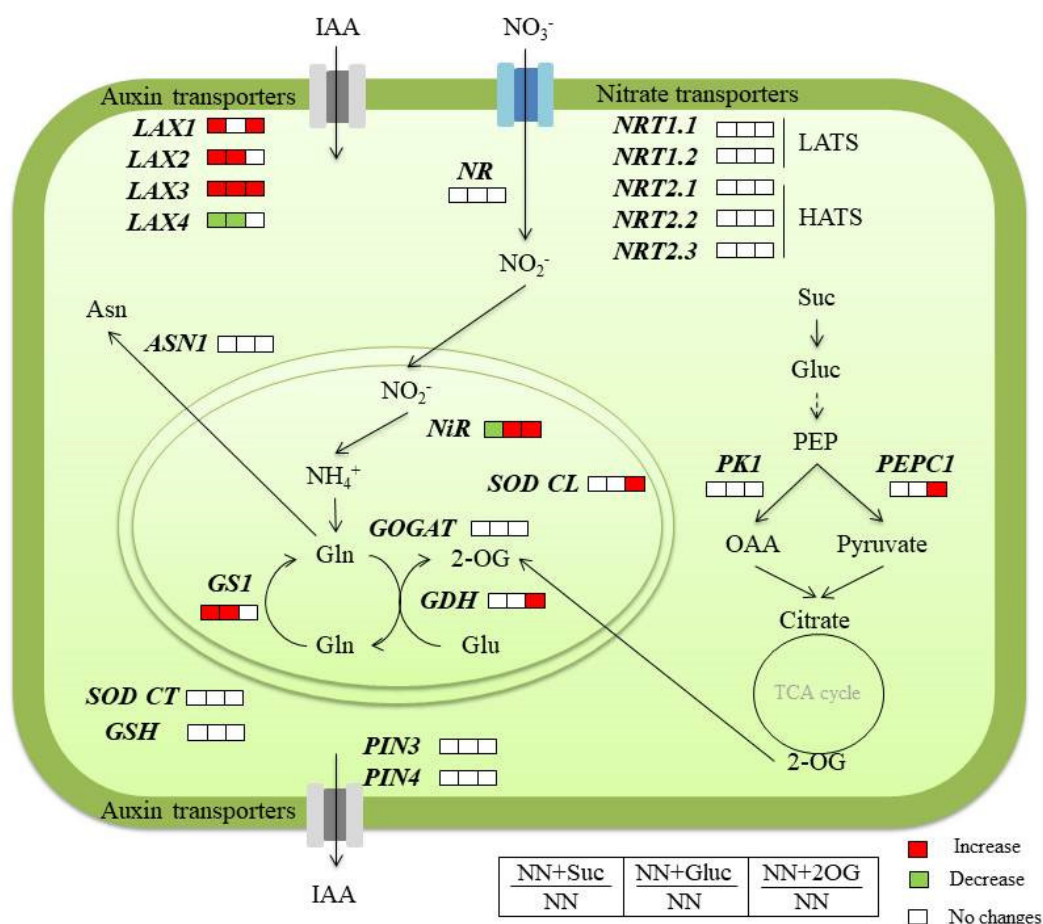 IAA
NO₃⁻
Auxin transporters
Nitrate transporters
LAX1
LAX2
LAX3
LAX4
NR
NRT1.1
NRT1.2
LATS
NRT2.1
NRT2.2
NRT2.3
HATS
NO₂⁻
Asn
ASN1
Suc
Gluc
PEP
PK1
PEPC1
OAA
Pyruvate
Citrate
TCA cycle
2-OG
NO₂⁻
NiR
NH₄⁺
SOD CL
GOGAT
Gln
2-OG
GS1
GDH
Gln
Glu
SOD CT
GSH
PIN3
PIN4
Auxin transporters
IAA
NN+Suc
NN
NN+Gluc
NN
NN+2OG
NN
Increase
Decrease
No changes